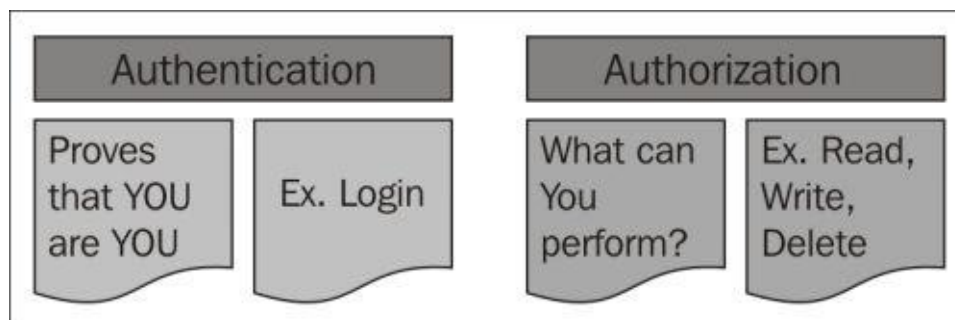 Authentication
Proves
that YOU
are YOU
Ex. Login
Authorization
What can
You
perform?
Ex. Read,
Write,
Delete